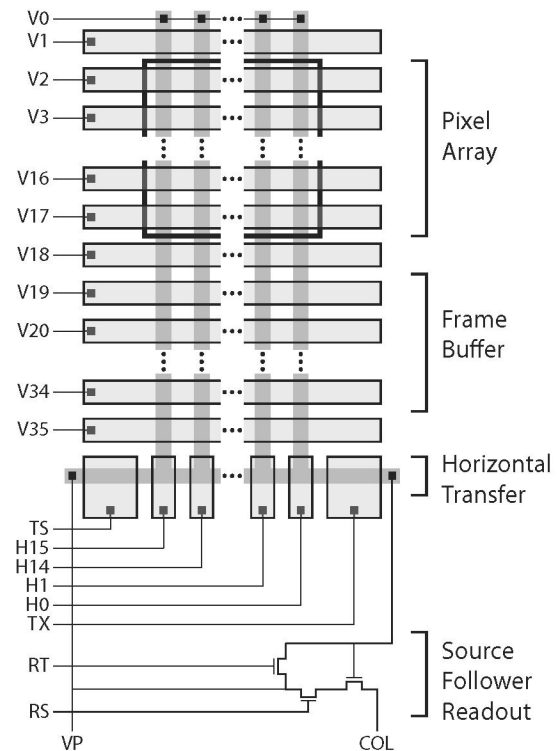 V0
V1
V2
V3
Pixel
Array
V16
V17
V18
V19
V20
Frame
Buffer
V34
V35
Horizontal
Transfer
TS
H15
H14
H1
H0
TX
RT
RS
Source
Follower
Readout
VP
COL